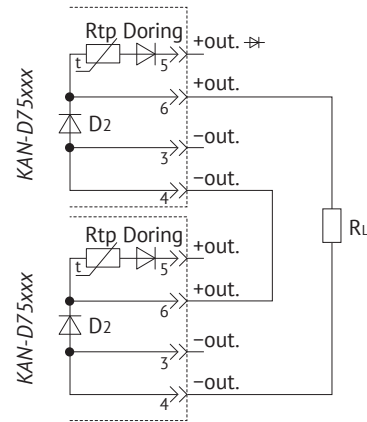 Rtp Doring
+out.
t
5
+out.
6
KAN-D75xxx
D2
−out.
3
−out.
4
RL
Rtp Doring
+out.
t
5
+out.
6
KAN-D75xxx
D2
−out.
3
−out.
4